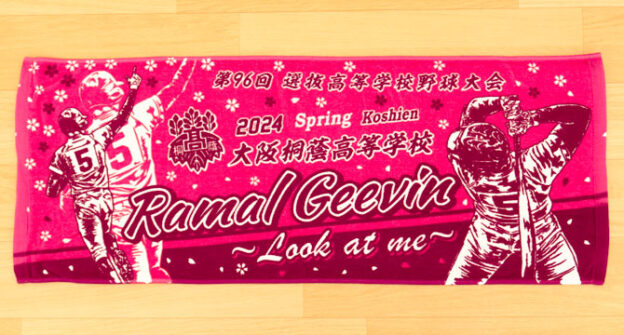 第96回 選抜高等学校野球大会
2024 Spring Koshien
高
大阪桐蔭高等学校
Ramal Geevin
~Look at me~
5
5